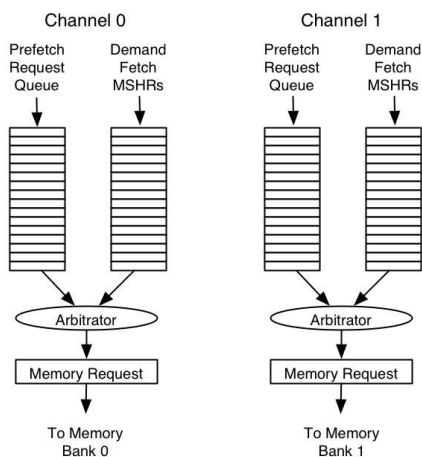 Channel 0
Prefetch
Request
Queue
Demand
Fetch
MSHRs
Arbitrator
Memory Request
To Memory
Bank 0
Channel 1
Prefetch
Request
Queue
Demand
Fetch
MSHRs
Arbitrator
Memory Request
To Memory
Bank 1